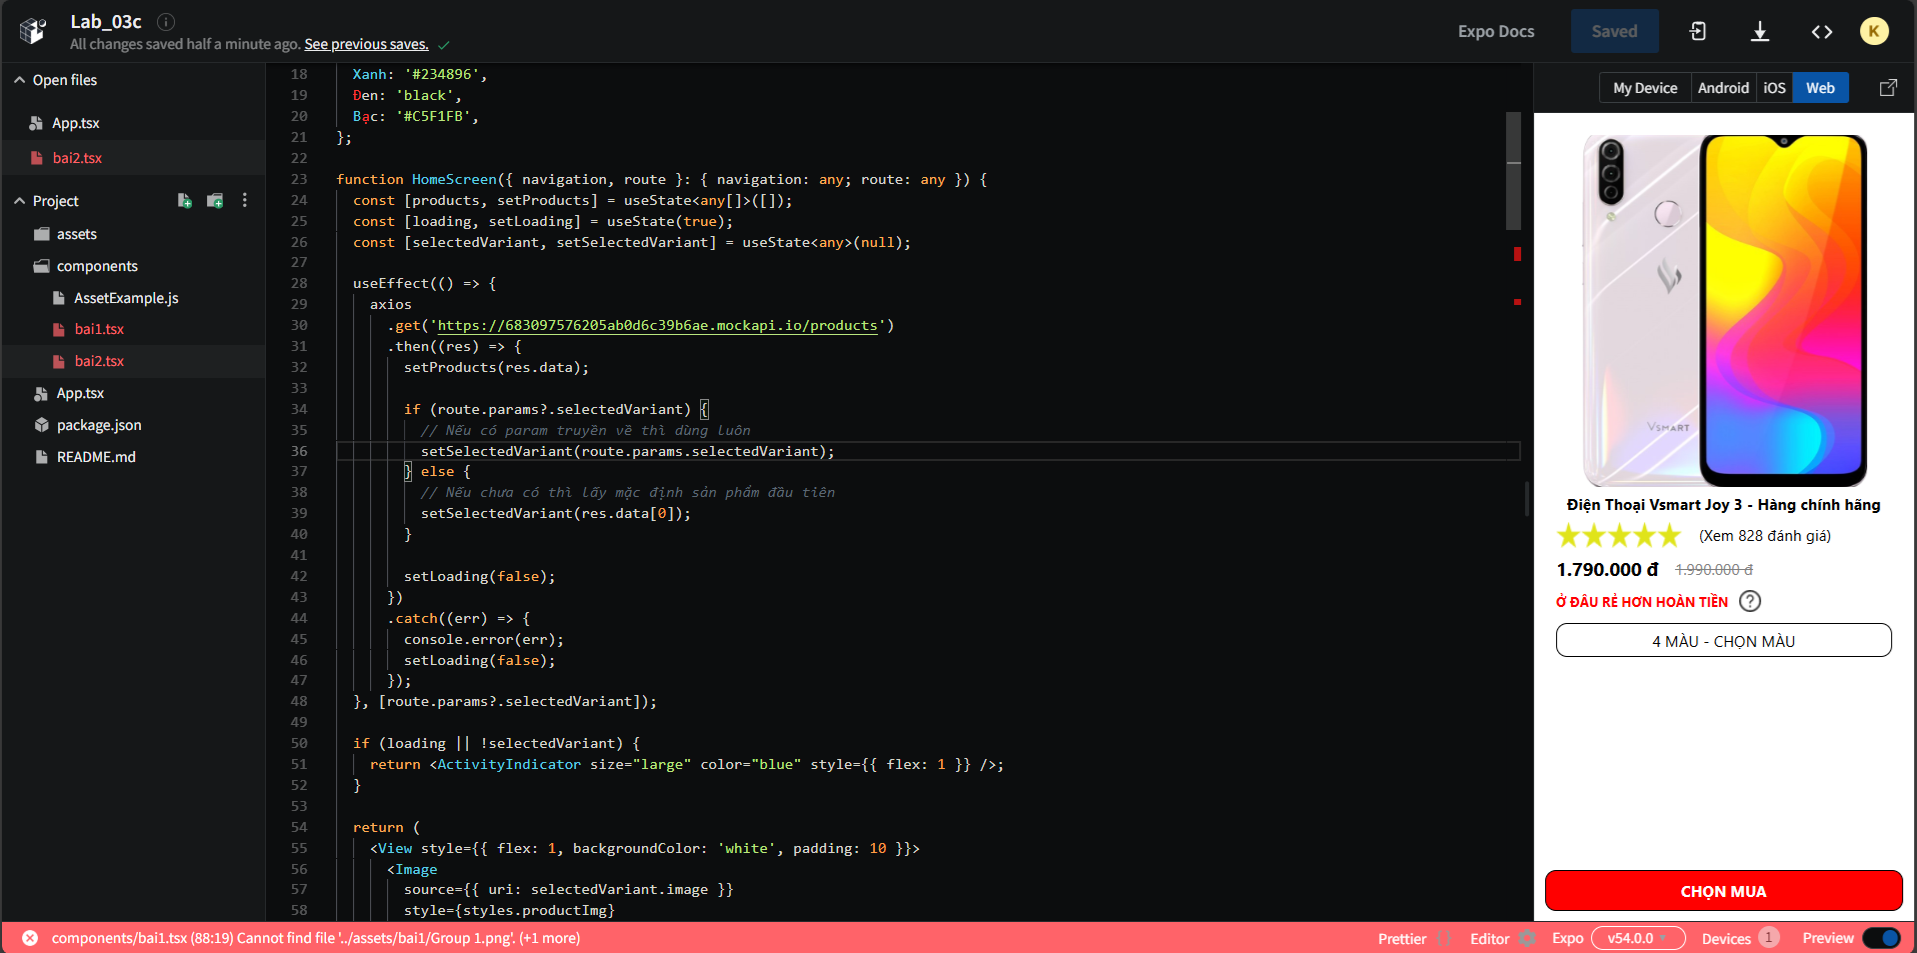 Lab_03c
All changes saved half a minute ago. See previous saves.
Expo Docs
Saved
K
Open files
App.tsx
bai2.tsx
Project
assets
components
AssetExample.js
bai1.tsx
bai2.tsx
App.tsx
package.json
README.md
18 Xanh: '#234896',
19 Đen: 'black',
20 Bạc: '#C5F1FB',
21 };
22
23 function HomeScreen({ navigation, route }: { navigation: any; route: any }) {
24 const [products, setProducts] = useState<any[]>([]);
25 const [loading, setLoading] = useState(true);
26 const [selectedVariant, setSelectedVariant] = useState<any>(null);
27
28 useEffect(() => {
29 axios
30 .get('https://683097576205ab0d6c39b6ae.mockapi.io/products')
31 .then((res) => {
32 setProducts(res.data);
33
34 if (route.params?.selectedVariant) {
35 // Nếu có param truyền về thì dùng luôn
36 setSelectedVariant(route.params.selectedVariant);
37 } else {
38 // Nếu chưa có thì lấy mặc định sản phẩm đầu tiên
39 setSelectedVariant(res.data[0]);
40 }
41
42 setLoading(false);
43 })
44 .catch((err) => {
45 console.error(err);
46 setLoading(false);
47 });
48 }, [route.params?.selectedVariant]);
49
50 if (loading || !selectedVariant) {
51 return <ActivityIndicator size="large" color="blue" style={{ flex: 1 }} />;
52 }
53
54 return (
55 <View style={{ flex: 1, backgroundColor: 'white', padding: 10 }}>
56 <Image
57 source={{ uri: selectedVariant.image }}
58 style={styles.productImg}
My Device Android iOS Web
VSMART
Điện Thoại Vsmart Joy 3 - Hàng chính hãng
(Xem 828 đánh giá)
1.790.000 đ 1.990.000 đ
Ở ĐÂU RẺ HƠN HOÀN TIỀN ?
4 MÀU - CHỌN MÀU
CHỌN MUA
components/bai1.tsx (88:19) Cannot find file '../assets/bai1/Group 1.png'. (+1 more)
Prettier {} Editor Expo v54.0.0 Devices 1 Preview